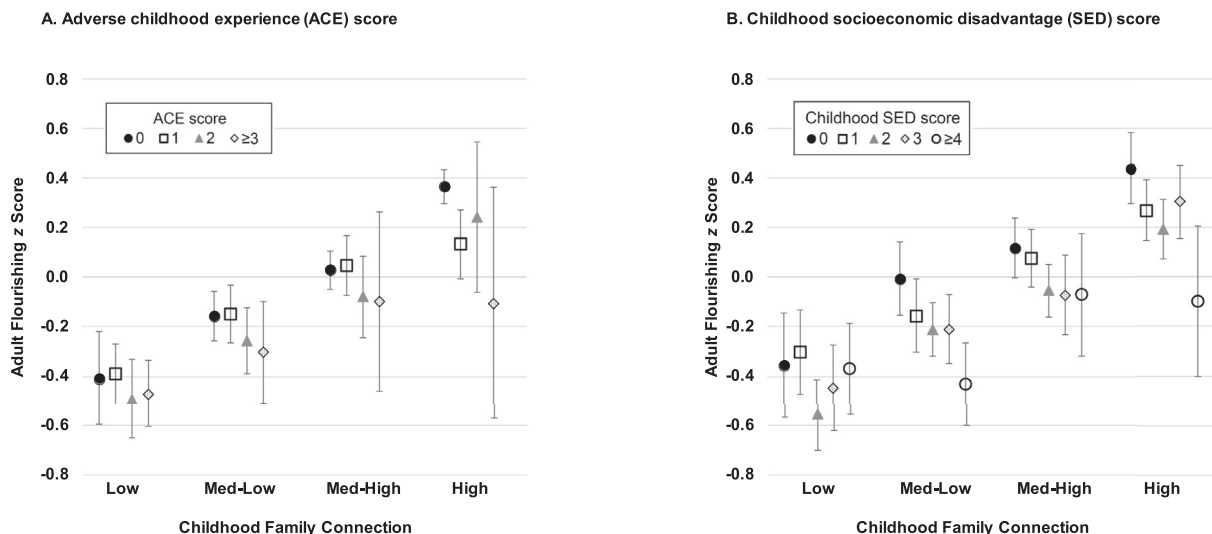 A. Adverse childhood experience (ACE) score
Adult Flourishing z Score
0.8
0.6
0.4
0.2
0.0
-0.2
-0.4
-0.6
-0.8
ACE score
0 1 2 ≥3
Low Med-Low Med-High High
Childhood Family Connection
B. Childhood socioeconomic disadvantage (SED) score
Adult Flourishing z Score
0.8
0.6
0.4
0.2
0.0
-0.2
-0.4
-0.6
-0.8
Childhood SED score
0 1 2 3 ≥4
Low Med-Low Med-High High
Childhood Family Connection